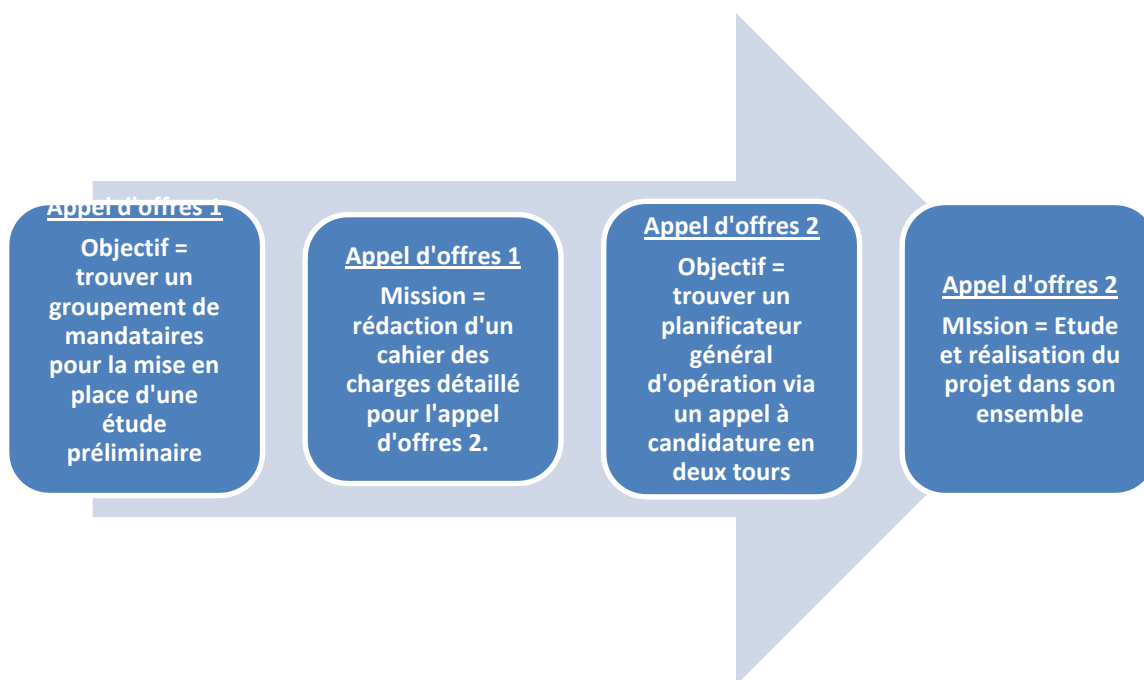 Appel d'offres 1
Objectif =
trouver un
groupement de
mandataires
pour la mise en
place d'une
étude
préliminaire
Appel d'offres 1
Mission =
rédaction d'un
cahier des
charges détaillé
pour l'appel
d'offres 2.
Appel d'offres 2
Objectif =
trouver un
planificateur
général
d'opération via
un appel à
candidature en
deux tours
Appel d'offres 2
MIssion = Etude
et réalisation du
projet dans son
ensemble